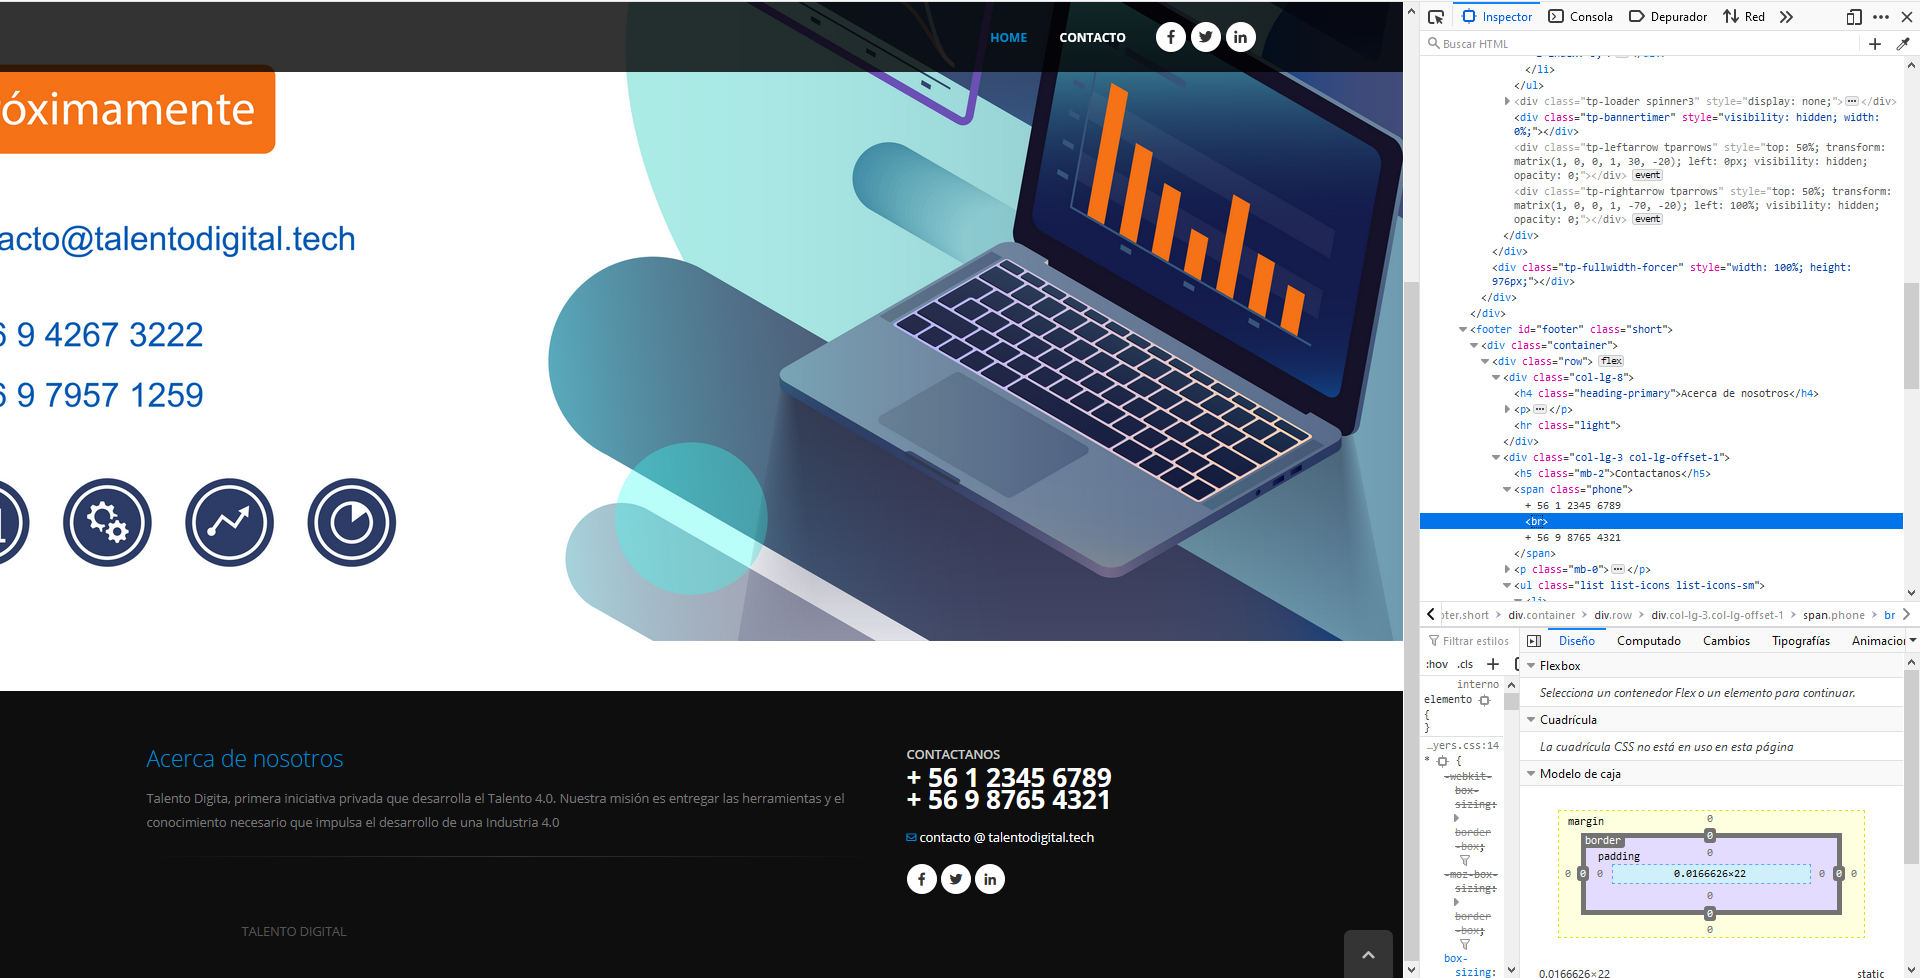 HOME
CONTACTO
róximamente
acto@talentodigital.tech
6 9 4267 3222
6 9 7957 1259
Acerca de nosotros
Talento Digita, primera iniciativa privada que desarrolla el Talento 4.0. Nuestra misión es entregar las herramientas y el
conocimiento necesario que impulsa el desarrollo de una Industria 4.0
CONTACTANOS
+ 56 1 2345 6789
+ 56 9 8765 4321
contacto @ talentodigital.tech
TALENTO DIGITAL
Inspector
Consola
Depurador
Red
Buscar HTML
</li>
</ul>
<div class="tp-loader spinner3" style="display: none;"> ••• </div>
<div class="tp-bannertimer" style="visibility: hidden; width:
0%;"></div>
<div class="tp-leftarrow tparrows" style="top: 50%; transform:
matrix(1, 0, 0, 1, 30, -20); left: 0px; visibility: hidden;
opacity: 0;"></div> event
<div class="tp-rightarrow tparrows" style="top: 50%; transform:
matrix(1, 0, 0, 1, -70, -20); left: 100%; visibility: hidden;
opacity: 0;"></div> event
</div>
</div>
<div class="tp-fullwidth-forcer" style="width: 100%; height:
976px;"></div>
</div>
</div>
<footer id="footer" class="short">
<div class="container">
<div class="row"> flex
<div class="col-lg-8">
<h4 class="heading-primary">Acerca de nosotros</h4>
<p> ••• </p>
<hr class="light">
</div>
<div class="col-lg-3 col-lg-offset-1">
<h5 class="mb-2">Contactanos</h5>
<span class="phone">
+ 56 1 2345 6789
<br>
+ 56 9 8765 4321
</span>
<p class="mb-0"> ••• </p>
<ul class="list list-icons list-icons-sm">
oter.short > div.container > div.row > div.col-lg-3.col-lg-offset-1 > span.phone > br
Filtrar estilos
:hov .cls +
interno
elemento
{
}
…yers.css:14
* {
-webkit-
box-
sizing:
border
-box;
-moz-box-
sizing:
border
-box;
box-
sizing:
Diseño
Computado
Cambios
Tipografías
Animacion
Flexbox
Selecciona un contenedor Flex o un elemento para continuar.
Cuadrícula
La cuadrícula CSS no está en uso en esta página
Modelo de caja
margin
0
border
0
padding
0
0 0 0 0.0166626×22 0 0 0
0
0
0
0.0166626×22
static